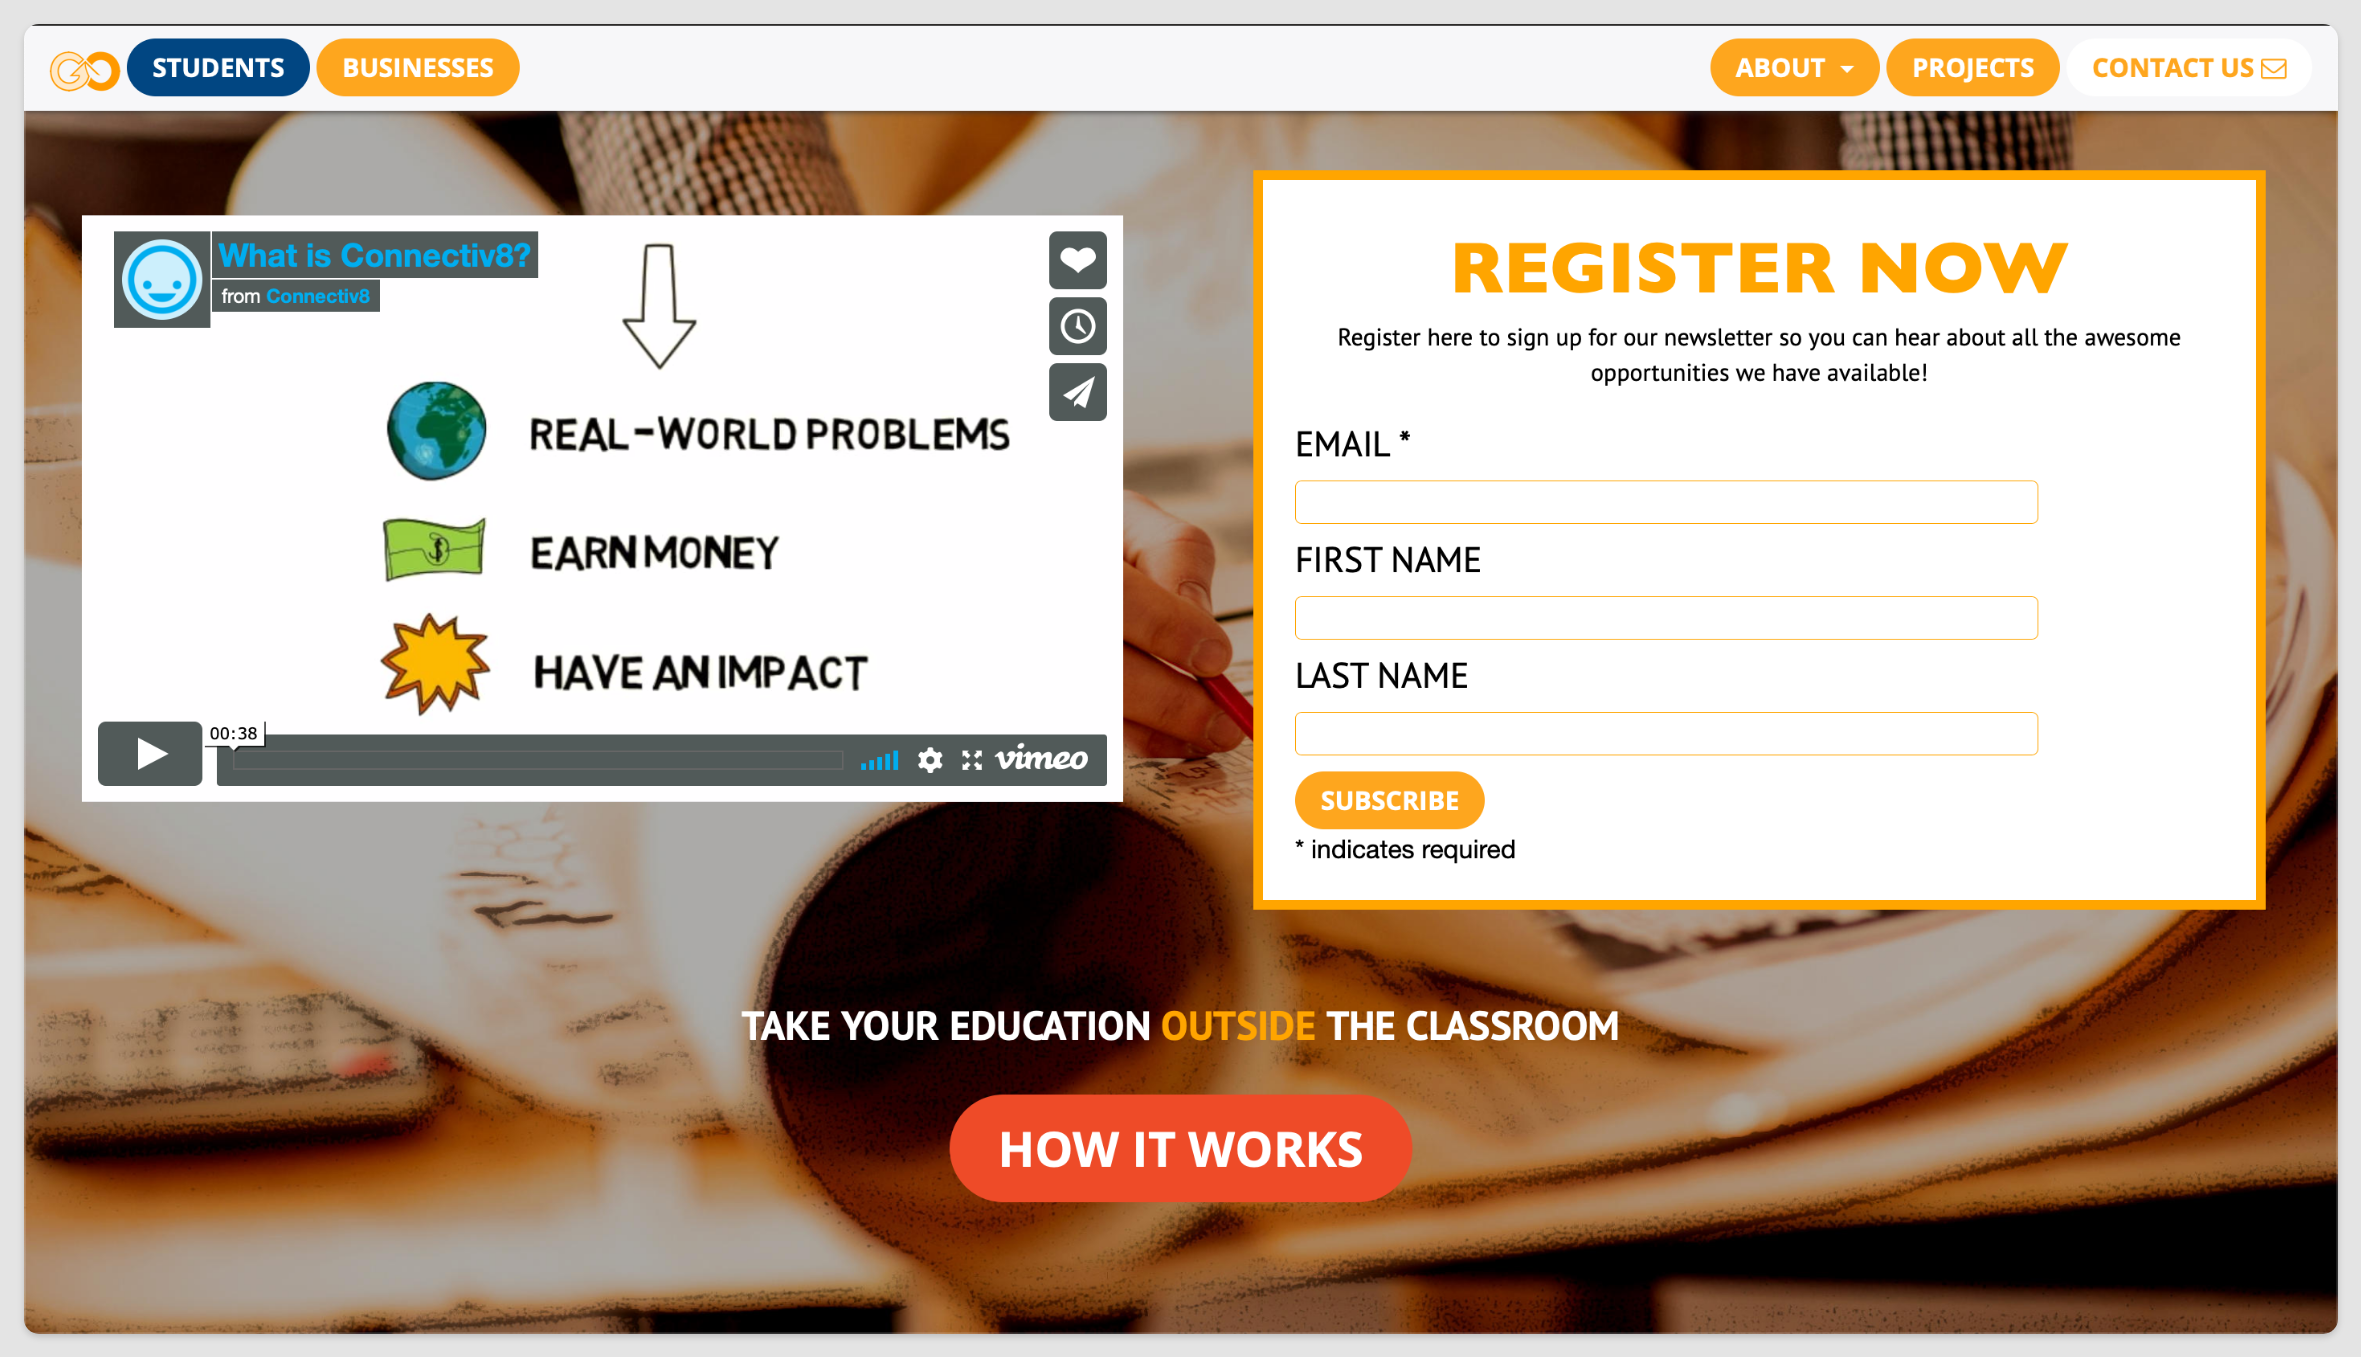 STUDENTS
BUSINESSES
ABOUT
PROJECTS
CONTACT US
What is Connectiv8?
from Connectiv8
REAL-WORLD PROBLEMS
EARN MONEY
HAVE AN IMPACT
00:38
vimeo
REGISTER NOW
Register here to sign up for our newsletter so you can hear about all the awesome
opportunities we have available!
EMAIL *
FIRST NAME
LAST NAME
SUBSCRIBE
* indicates required
TAKE YOUR EDUCATION OUTSIDE THE CLASSROOM
HOW IT WORKS